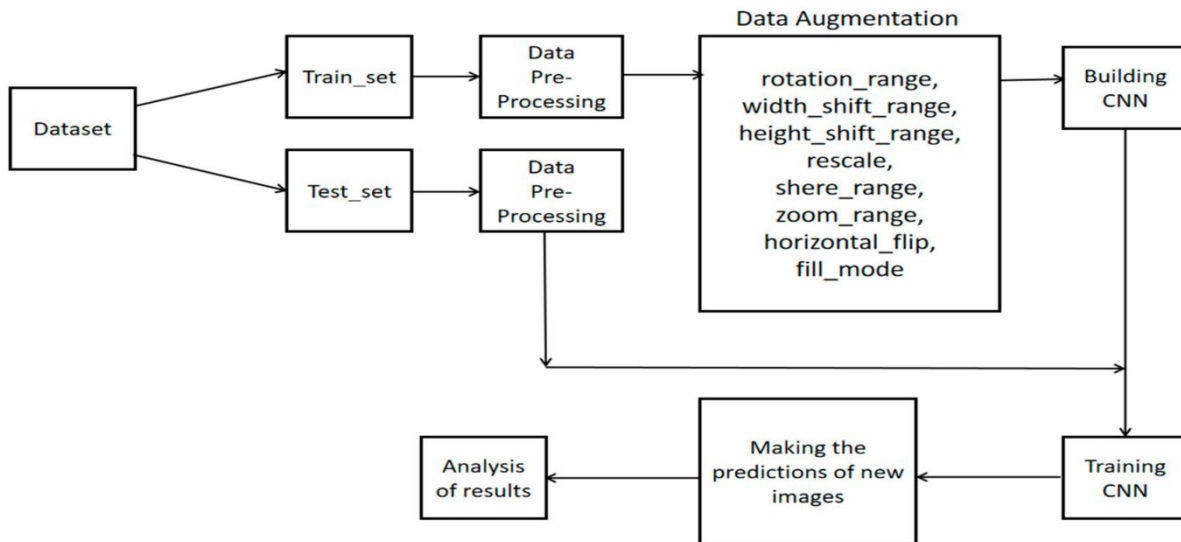 Data Augmentation
Dataset
Train_set
Data
Pre-
Processing
rotation_range,
width_shift_range,
height_shift_range,
rescale,
shere_range,
zoom_range,
horizontal_flip,
fill_mode
Building
CNN
Test_set
Data
Pre-
Processing
Training
CNN
Making the
predictions of new
images
Analysis
of results